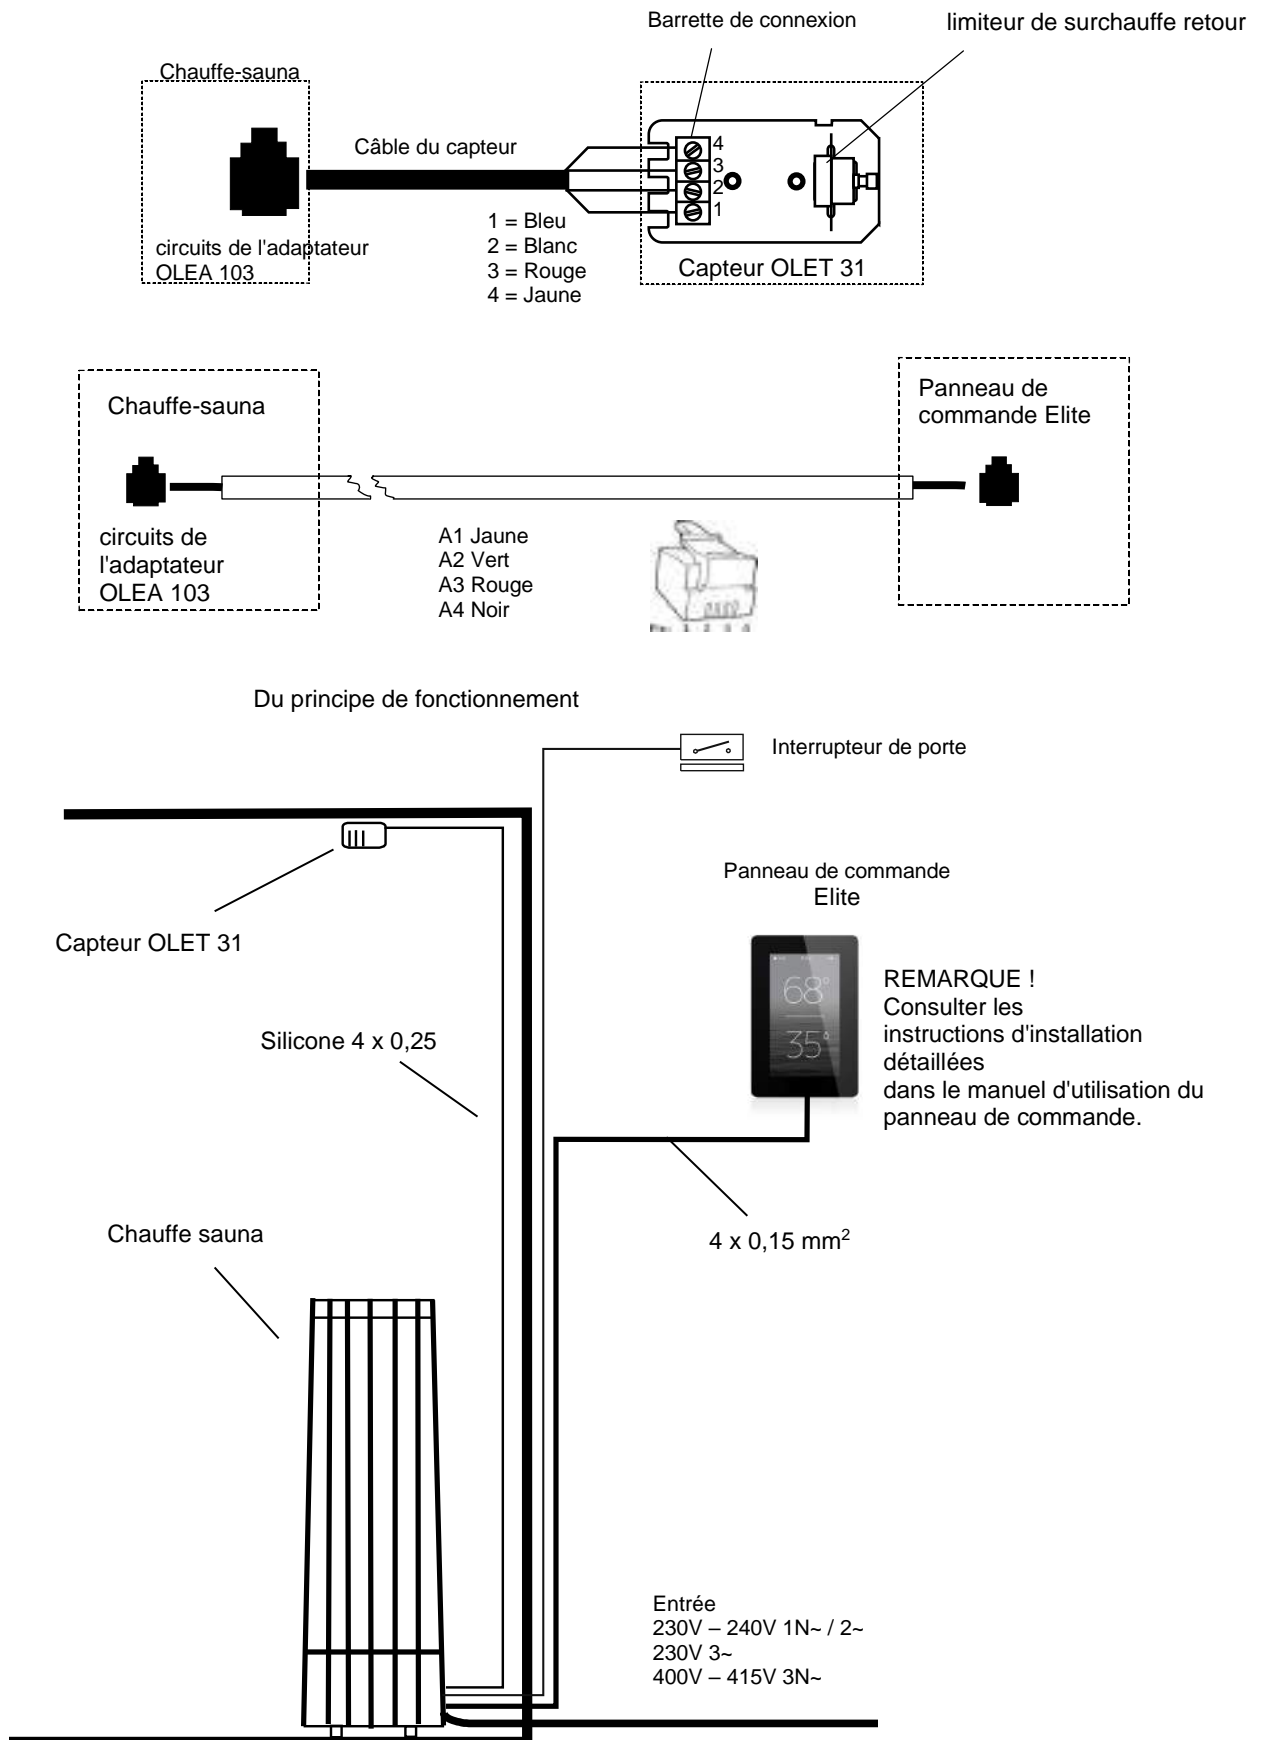 Barrette de connexion
limiteur de surchauffe retour
Chauffe-sauna
Câble du capteur
4
3
2
1
1 = Bleu
2 = Blanc
3 = Rouge
4 = Jaune
circuits de l'adaptateur
OLEA 103
Capteur OLET 31
Chauffe-sauna
Panneau de
commande Elite
circuits de
l'adaptateur
OLEA 103
A1 Jaune
A2 Vert
A3 Rouge
A4 Noir
Du principe de fonctionnement
Interrupteur de porte
Panneau de commande
Elite
Capteur OLET 31
68°
35°
REMARQUE !
Consulter les
instructions d'installation
détaillées
dans le manuel d'utilisation du
panneau de commande.
Silicone 4 x 0,25
Chauffe sauna
4 x 0,15 mm²
Entrée
230V – 240V 1N~ / 2~
230V 3~
400V – 415V 3N~